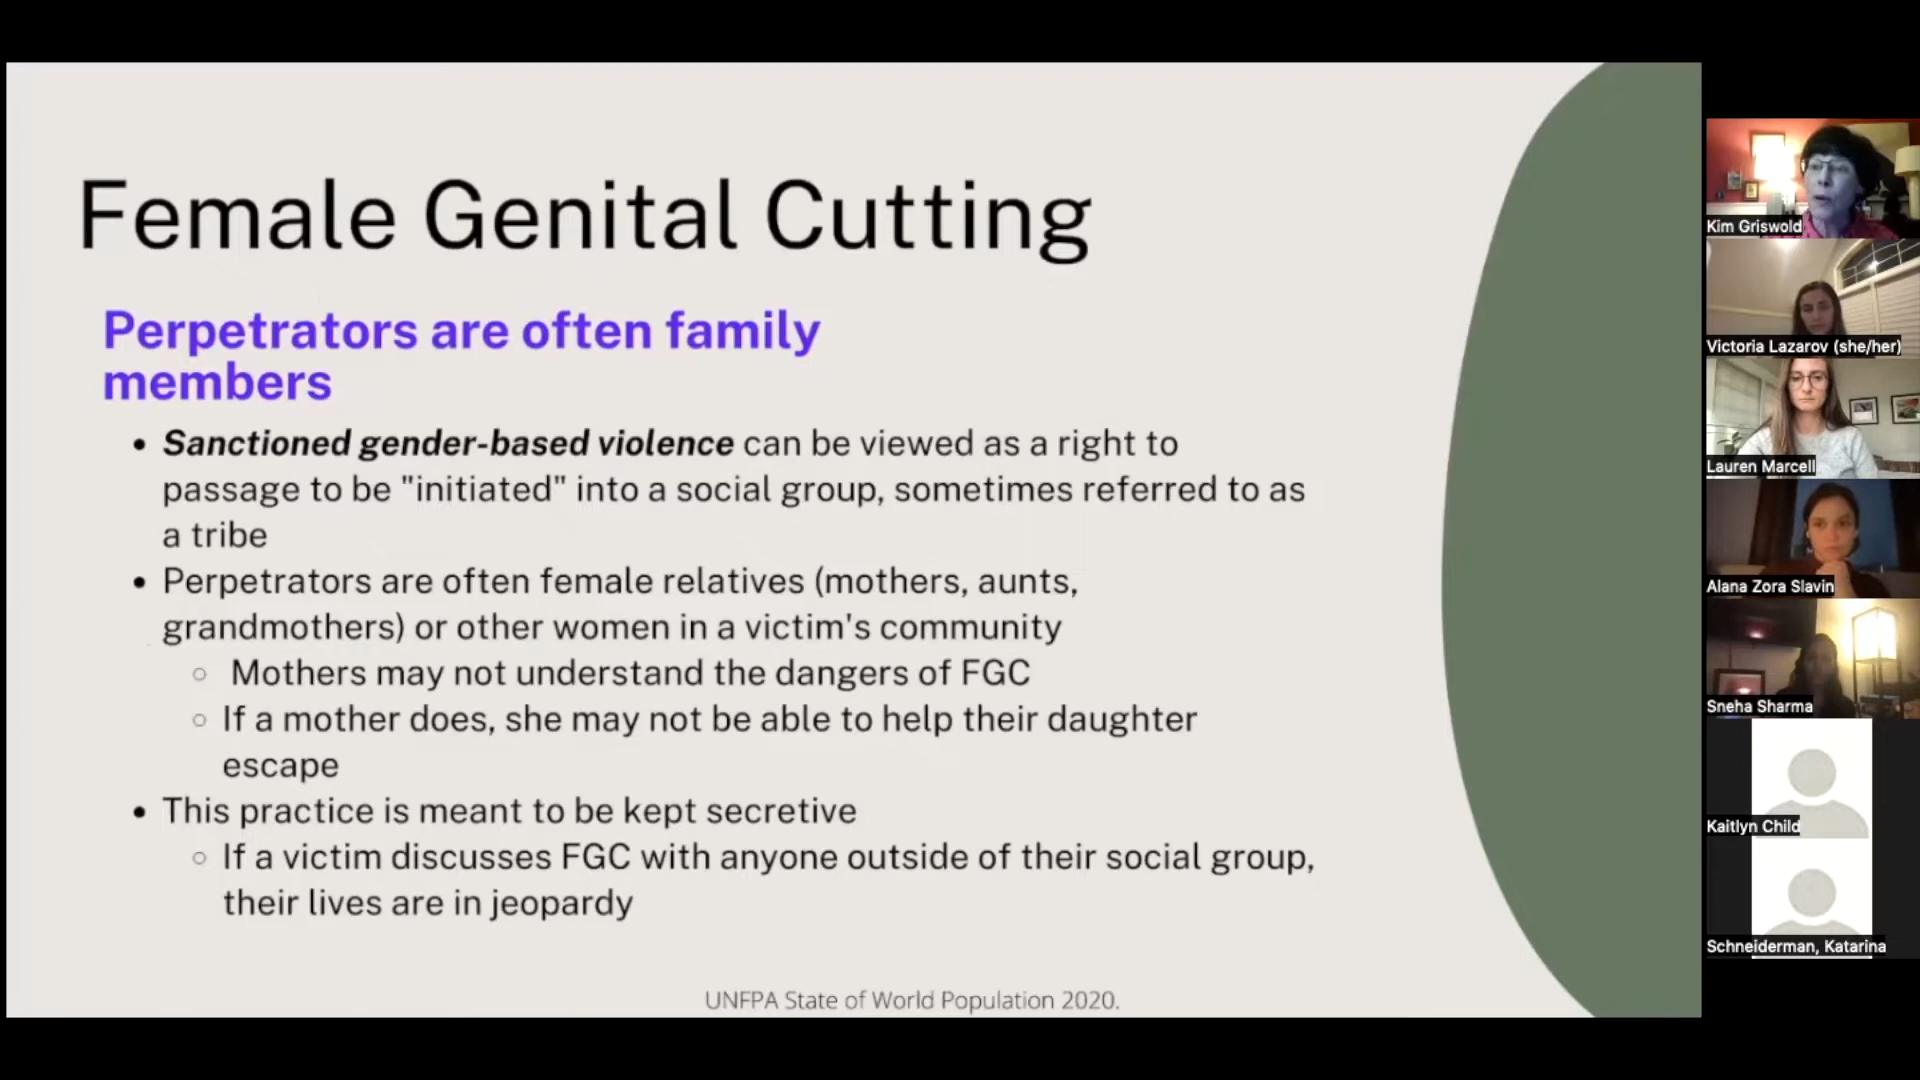 Female Genital Cutting
Perpetrators are often family
members
• Sanctioned gender-based violence can be viewed as a right to
passage to be "initiated" into a social group, sometimes referred to as
a tribe
• Perpetrators are often female relatives (mothers, aunts,
grandmothers) or other women in a victim's community
○ Mothers may not understand the dangers of FGC
○ If a mother does, she may not be able to help their daughter
escape
• This practice is meant to be kept secretive
○ If a victim discusses FGC with anyone outside of their social group,
their lives are in jeopardy
UNFPA State of World Population 2020.
Kim Griswold
Victoria Lazarov (she/her)
Lauren Marcell
Alana Zora Slavin
Sneha Sharma
Kaitlyn Child
Schneiderman, Katarina